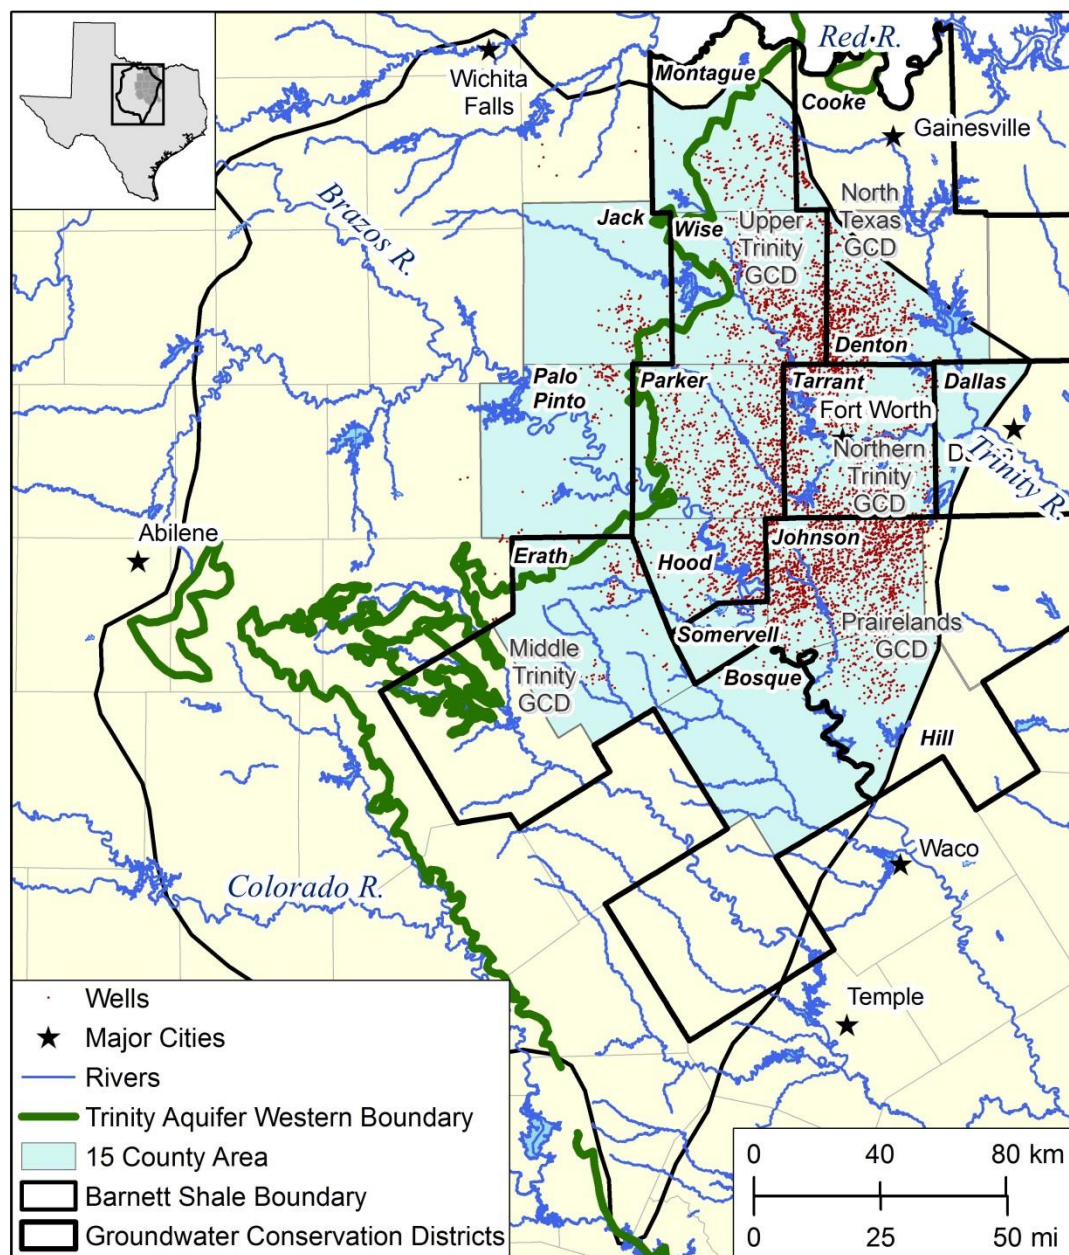 Red R.
Montague
Wichita
Falls
Cooke
Gainesville
Brazos R.
North
Texas
GCD
Jack
Wise
Upper
Trinity
GCD
Denton
Palo
Pinto
Parker
Tarrant
Dallas
Fort Worth
Trinity R.
Northern
Trinity
GCD
Abilene
Erath
Hood
Johnson
Somervell
Prairelands
GCD
Middle
Trinity
GCD
Bosque
Hill
Waco
Colorado R.
Temple
Wells
Major Cities
Rivers
Trinity Aquifer Western Boundary
15 County Area
Barnett Shale Boundary
Groundwater Conservation Districts
0 40 80 km
0 25 50 mi